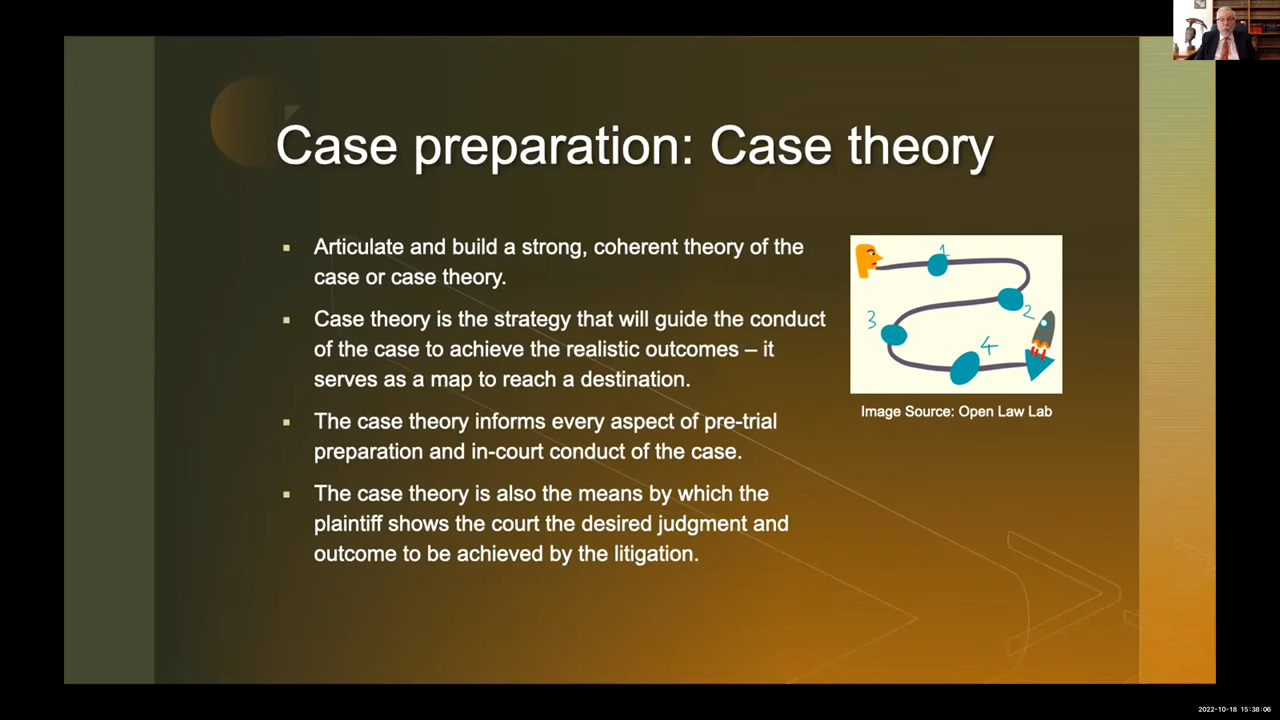 Case preparation: Case theory
▪ Articulate and build a strong, coherent theory of the
case or case theory.
▪ Case theory is the strategy that will guide the conduct
of the case to achieve the realistic outcomes – it
serves as a map to reach a destination.
▪ The case theory informs every aspect of pre-trial
preparation and in-court conduct of the case.
▪ The case theory is also the means by which the
plaintiff shows the court the desired judgment and
outcome to be achieved by the litigation.
1
2
3
4
Image Source: Open Law Lab
2022-10-18 15:38:06